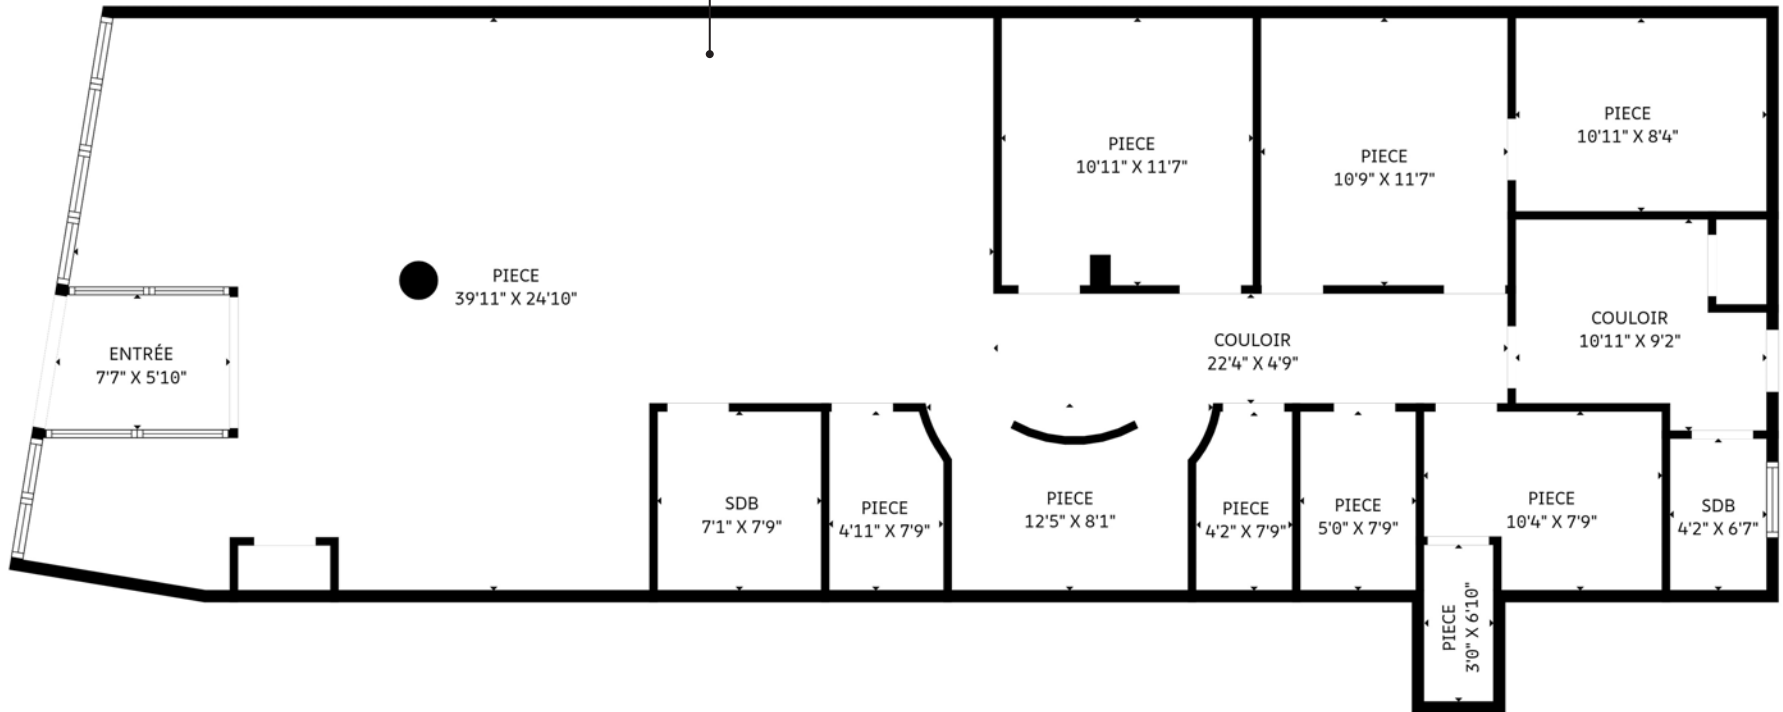 PIECE
10'11" X 8'4"
PIECE
10'11" X 11'7"
PIECE
10'9" X 11'7"
PIECE
39'11" X 24'10"
COULOIR
10'11" X 9'2"
ENTRÉE
7'7" X 5'10"
COULOIR
22'4" X 4'9"
SDB
7'1" X 7'9"
PIECE
4'11" X 7'9"
PIECE
12'5" X 8'1"
PIECE
4'2" X 7'9"
PIECE
5'0" X 7'9"
PIECE
10'4" X 7'9"
SDB
4'2" X 6'7"
PIECE
3'0" X 6'10"